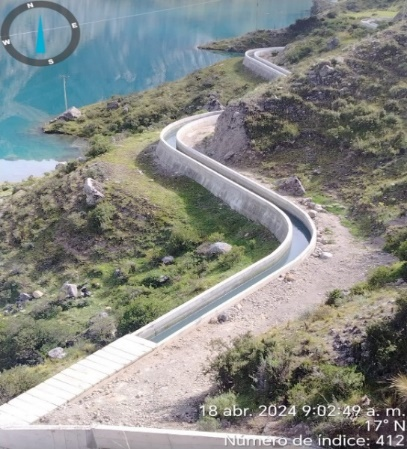 N
W
E
S
18 abr. 2024 9:02:49 a. m.
17° N
Número de índice: 412